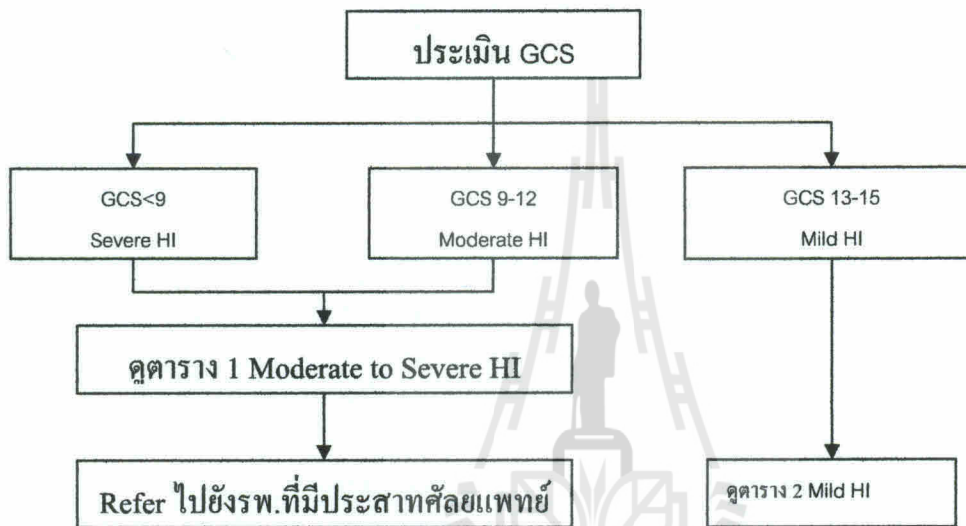 ประเมิน GCS
GCS<9
Severe HI
GCS 9-12
Moderate HI
GCS 13-15
Mild HI
ดูตาราง 1 Moderate to Severe HI
Refer ไปยังรพ.ที่มีประสาทศัลยแพทย์
ดูตาราง 2 Mild HI